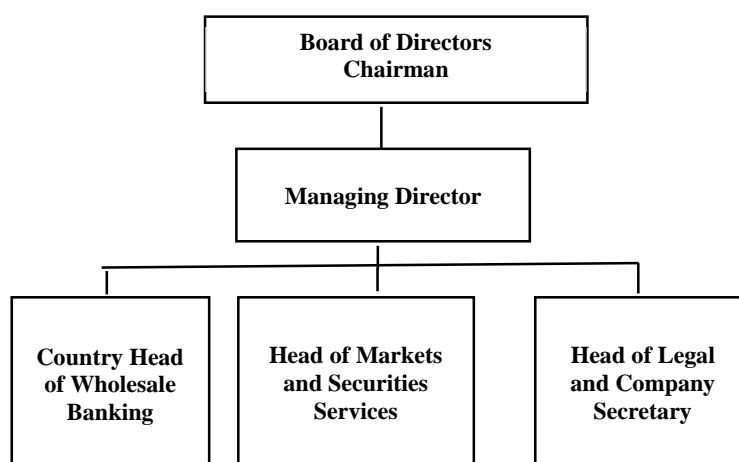 Board of Directors
Chairman
Managing Director
Country Head
of Wholesale
Banking
Head of Markets
and Securities
Services
Head of Legal
and Company
Secretary